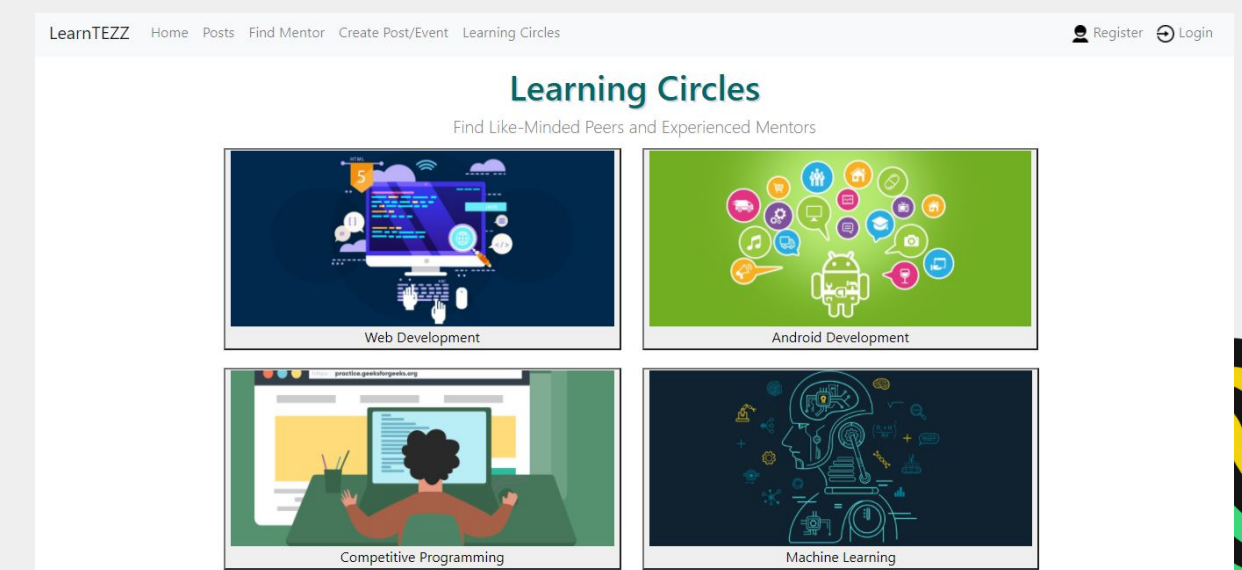 LearnTEZZ Home Posts Find Mentor Create Post/Event Learning Circles Register Login
Learning Circles
Find Like-Minded Peers and Experienced Mentors
HTML
5
Web Development
Android Development
practice.geeksforgeeks.org
Competitive Programming
Machine Learning